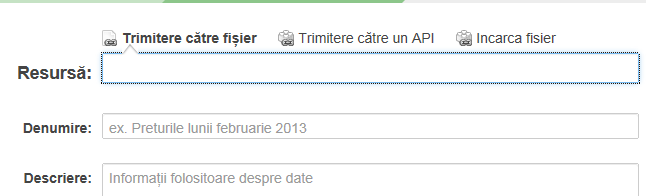 Trimitere către fișier Trimitere către un API Incarca fisier
Resursă:
Denumire: ex. Preturile lunii februarie 2013
Descriere: Informații folositoare despre date